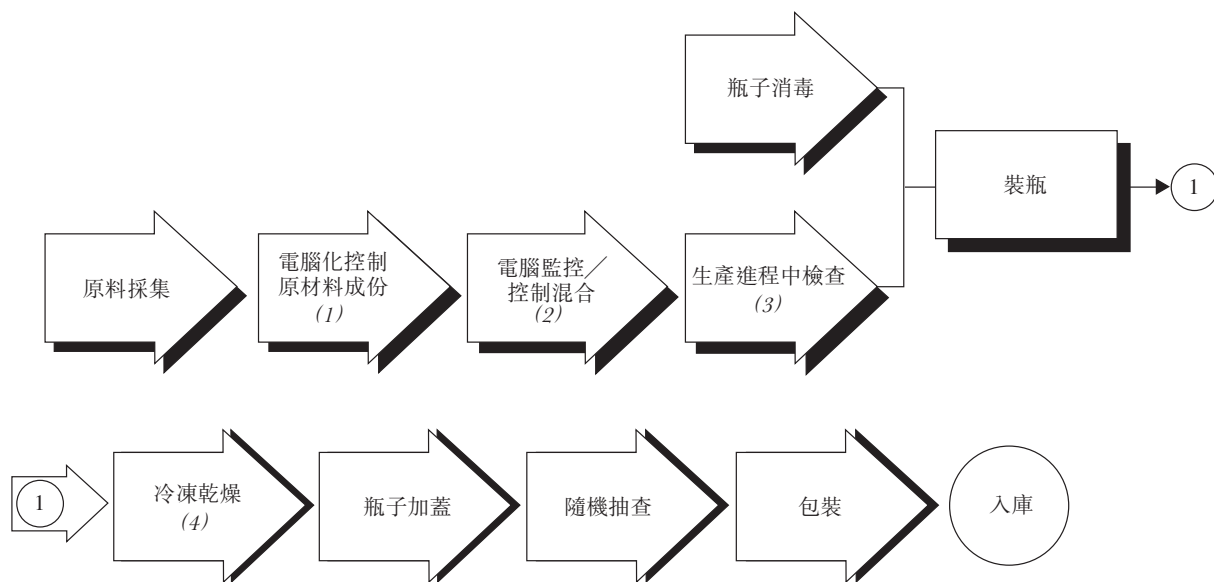 瓶子消毒
裝瓶
1
原料採集
電腦化控制
原材料成份
(1)
電腦監控／
控制混合
(2)
生產進程中檢查
(3)
1
冷凍乾燥
(4)
瓶子加蓋
隨機抽查
包裝
入庫